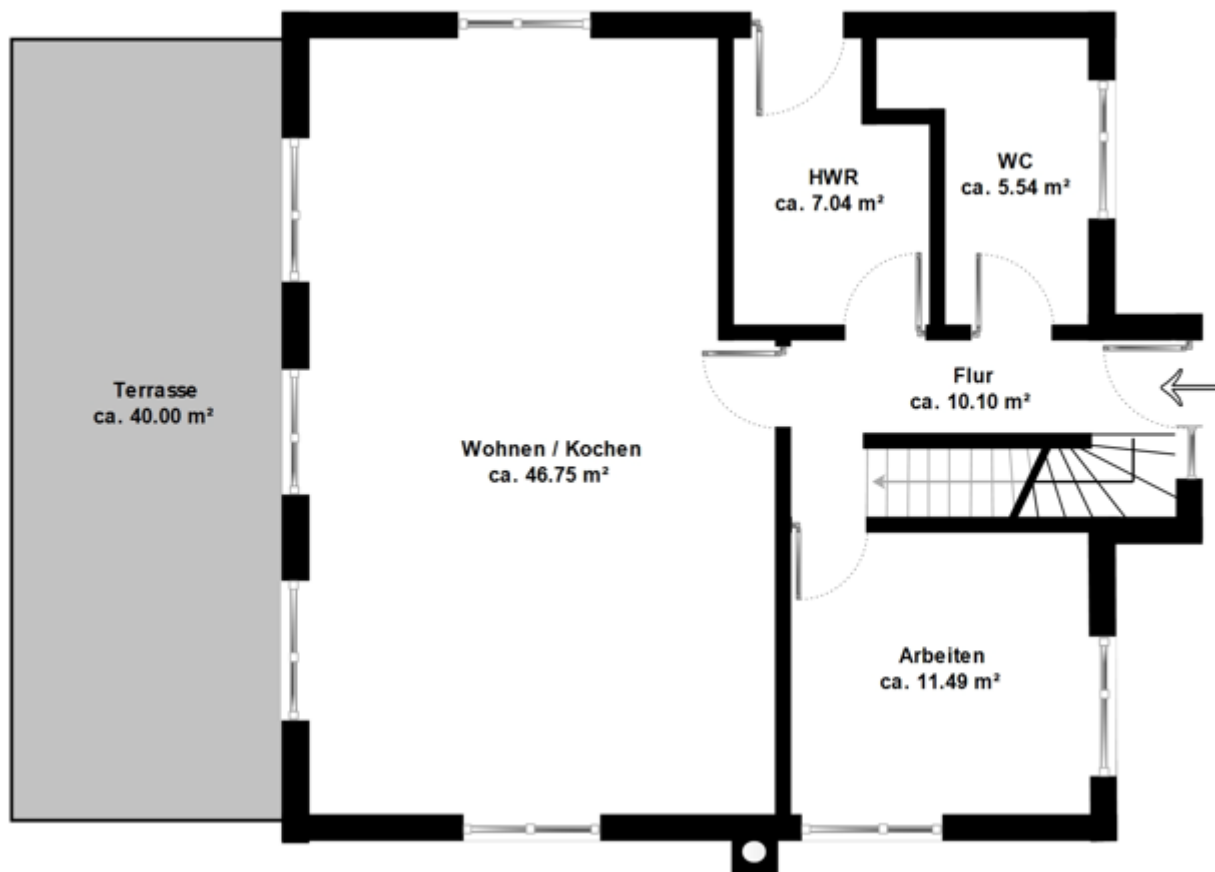 HWR
ca. 7.04 m²
WC
ca. 5.54 m²
Terrasse
ca. 40.00 m²
Flur
ca. 10.10 m²
Wohnen / Kochen
ca. 46.75 m²
Arbeiten
ca. 11.49 m²